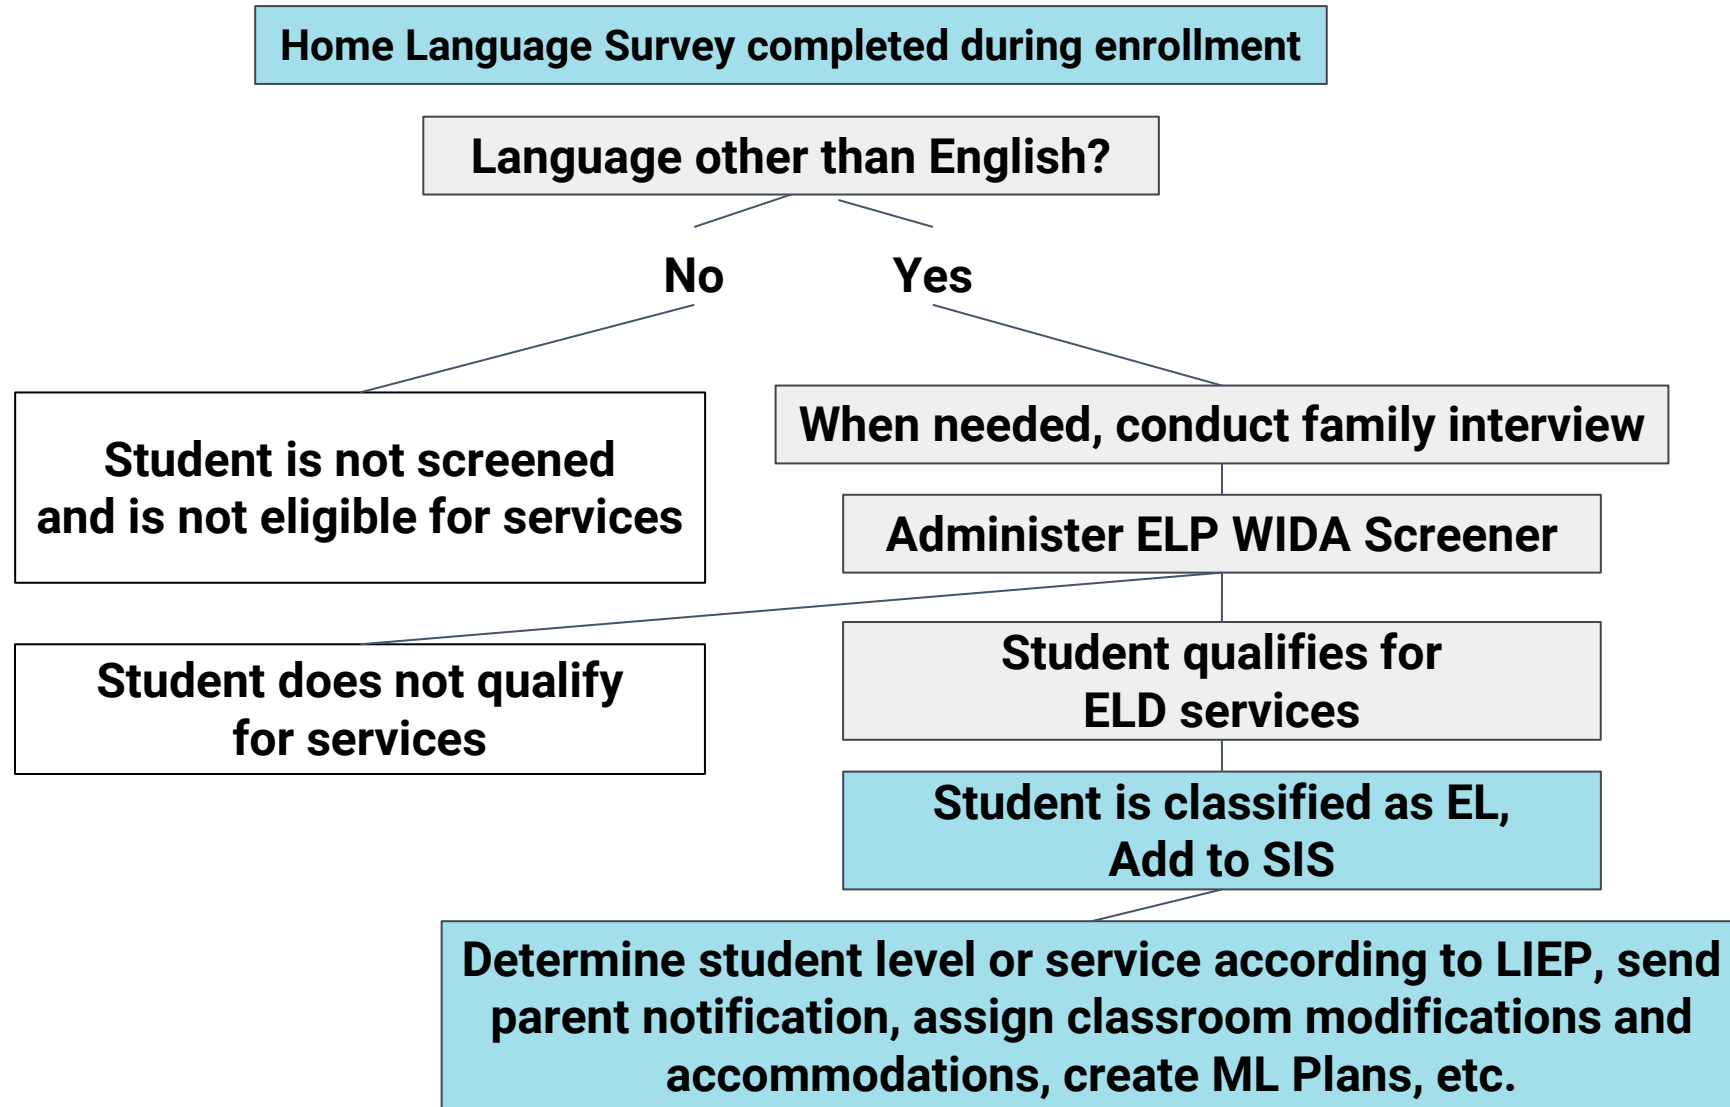 Home Language Survey completed during enrollment
Language other than English?
No
Yes
Student is not screened
and is not eligible for services
When needed, conduct family interview
Administer ELP WIDA Screener
Student does not qualify
for services
Student qualifies for
ELD services
Student is classified as EL,
Add to SIS
Determine student level or service according to LIEP, send
parent notification, assign classroom modifications and
accommodations, create ML Plans, etc.